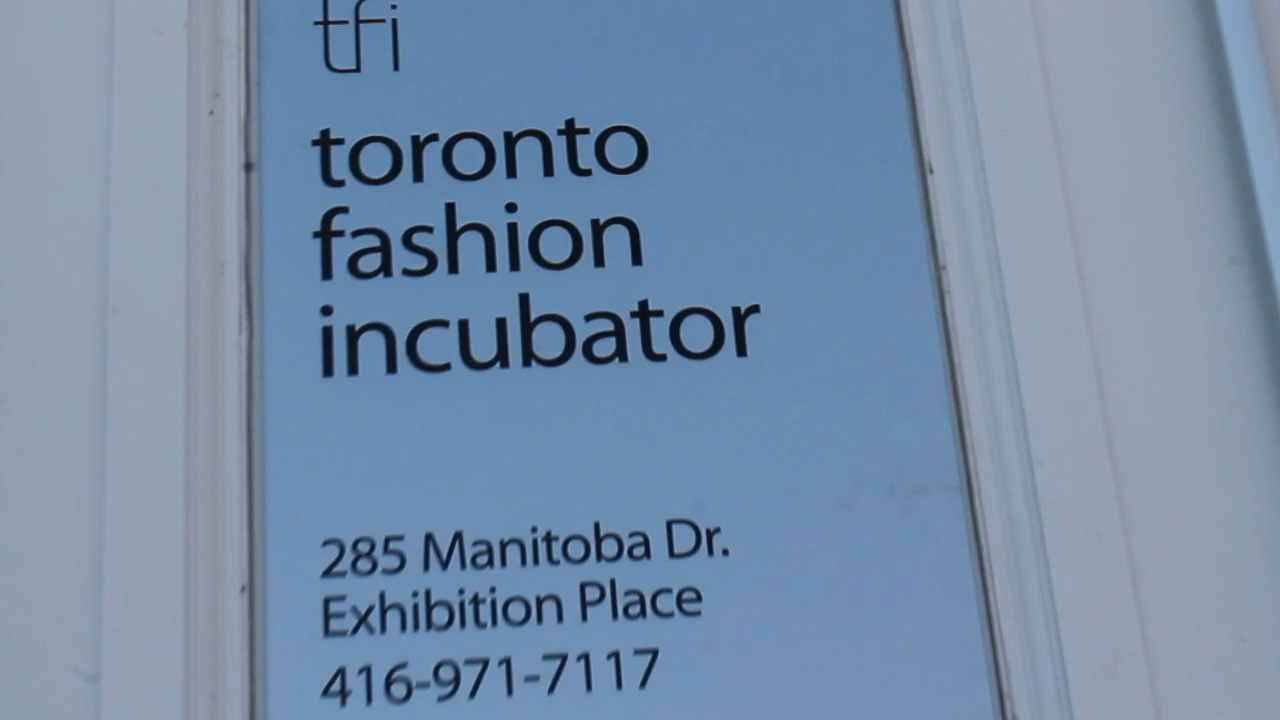 tfi
toronto
fashion
incubator
285 Manitoba Dr.
Exhibition Place
416-971-7117